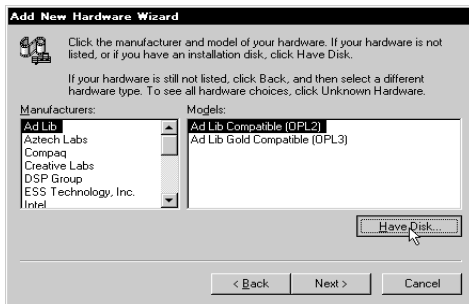 Add New Hardware Wizard
Click the manufacturer and model of your hardware. If your hardware is not
listed, or if you have an installation disk, click Have Disk.
If your hardware is still not listed, click Back, and then select a different
hardware type. To see all hardware choices, click Unknown Hardware.
Manufacturers:
Ad Lib
Aztech Labs
Compaq
Creative Labs
DSP Group
ESS Technology, Inc.
Intel
Models:
Ad Lib Compatible (OPL2)
Ad Lib Gold Compatible (OPL3)
Have Disk...
< Back
Next >
Cancel